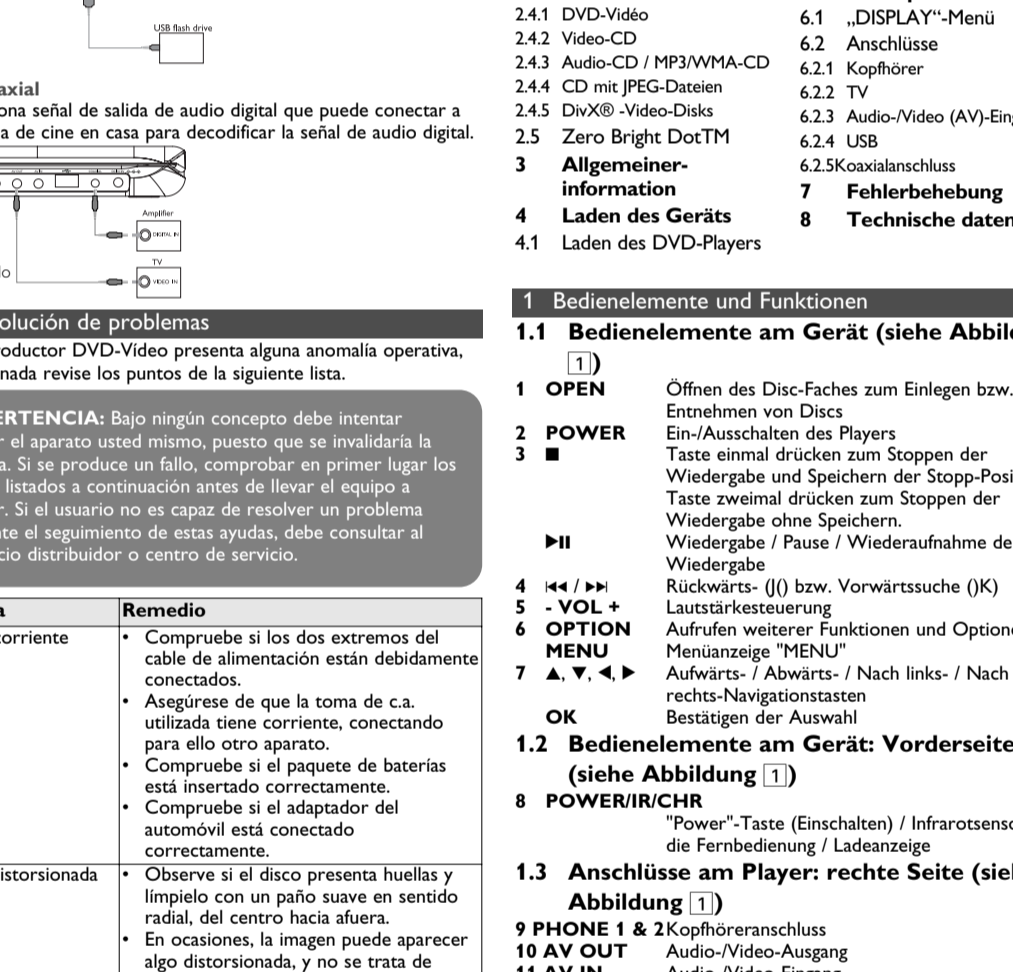 USB flash drive
axial
ona señal de salida de audio digital que puede conectar a
a de cine en casa para decodificar la señal de audio digital.
Amplifier
DIGITAL IN
TV
VIDEO IN
lo
olución de problemas
roductor DVD-Vídeo presenta alguna anomalía operativa,
nada revise los puntos de la siguiente lista.
ERTENCIA: Bajo ningún concepto debe intentar
r el aparato usted mismo, puesto que se invalidaría la
a. Si se produce un fallo, comprobar en primer lugar los
listados a continuación antes de llevar el equipo a
r. Si el usuario no es capaz de resolver un problema
nte el seguimiento de estas ayudas, debe consultar al
cio distribuidor o centro de servicio.
a Remedio
corriente • Compruebe si los dos extremos del
cable de alimentación están debidamente
conectados.
• Asegúrese de que la toma de c.a.
utilizada tiene corriente, conectando
para ello otro aparato.
• Compruebe si el paquete de baterías
está insertado correctamente.
• Compruebe si el adaptador del
automóvil está conectado
correctamente.
istorsionada • Observe si el disco presenta huellas y
límpielo con un paño suave en sentido
radial, del centro hacia afuera.
• En ocasiones, la imagen puede aparecer
algo distorsionada, y no se trata de
2.4.1 DVD-Vidéo
2.4.2 Video-CD
2.4.3 Audio-CD / MP3/WMA-CD
2.4.4 CD mit JPEG-Dateien
2.4.5 DivX® -Video-Disks
2.5 Zero Bright DotTM
3 Allgemeiner-
information
4 Laden des Geräts
4.1 Laden des DVD-Players
6.1 „DISPLAY“-Menü
6.2 Anschlüsse
6.2.1 Kopfhörer
6.2.2 TV
6.2.3 Audio-/Video (AV)-Eing
6.2.4 USB
6.2.5Koaxialanschluss
7 Fehlerbehebung
8 Technische daten
1 Bedienelemente und Funktionen
1.1 Bedienelemente am Gerät (siehe Abbild
1)
1 OPEN Öffnen des Disc-Faches zum Einlegen bzw.
Entnehmen von Discs
2 POWER Ein-/Ausschalten des Players
3 ■ Taste einmal drücken zum Stoppen der
Wiedergabe und Speichern der Stopp-Posi
Taste zweimal drücken zum Stoppen der
Wiedergabe ohne Speichern.
▶II Wiedergabe / Pause / Wiederaufnahme de
Wiedergabe
4 I◀◀ / ▶▶I Rückwärts- (J() bzw. Vorwärtssuche ()K)
5 - VOL + Lautstärkesteuerung
6 OPTION Aufrufen weiterer Funktionen und Optione
MENU Menüanzeige "MENU"
7 ▲, ▼, ◀, ▶ Aufwärts- / Abwärts- / Nach links- / Nach
rechts-Navigationstasten
OK Bestätigen der Auswahl
1.2 Bedienelemente am Gerät: Vorderseite
(siehe Abbildung 1)
8 POWER/IR/CHR
"Power"-Taste (Einschalten) / Infrarotsenso
die Fernbedienung / Ladeanzeige
1.3 Anschlüsse am Player: rechte Seite (sieh
Abbildung 1)
9 PHONE 1 & 2Kopfhöreranschluss
10 AV OUT Audio-/Video-Ausgang
11 AV IN Audio-/Video-Eingang